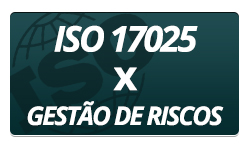 ISO 17025
X
GESTÃO DE RISCOS